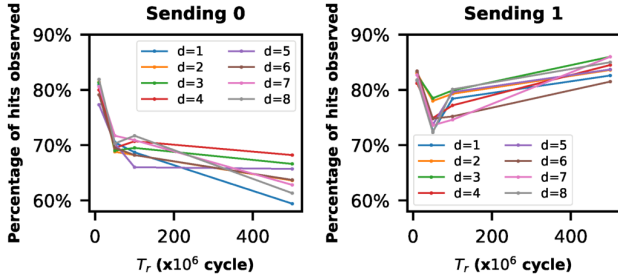 Sending 0
Percentage of hits observed
90%
80%
70%
60%
d=1
d=2
d=3
d=4
d=5
d=6
d=7
d=8
0
200
400
T_r (x10^6 cycle)
Sending 1
Percentage of hits observed
90%
80%
70%
60%
d=1
d=2
d=3
d=4
d=5
d=6
d=7
d=8
0
200
400
T_r (x10^6 cycle)